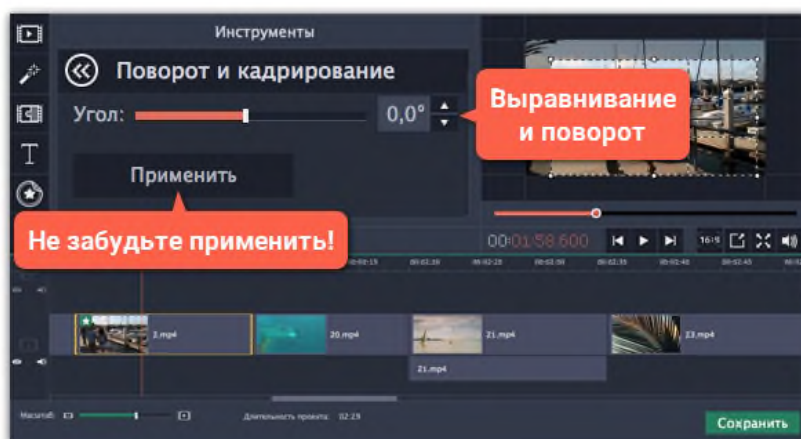 Инструменты
Поворот и кадрирование
Угол:
0,0°
Выравнивание
и поворот
Применить
Не забудьте применить!
00:01:58.600
16:9
2.mp4
20.mp4
21.mp4
23.mp4
21.mp4
Масштаб:
Длительность проекта: 02:29
Сохранить